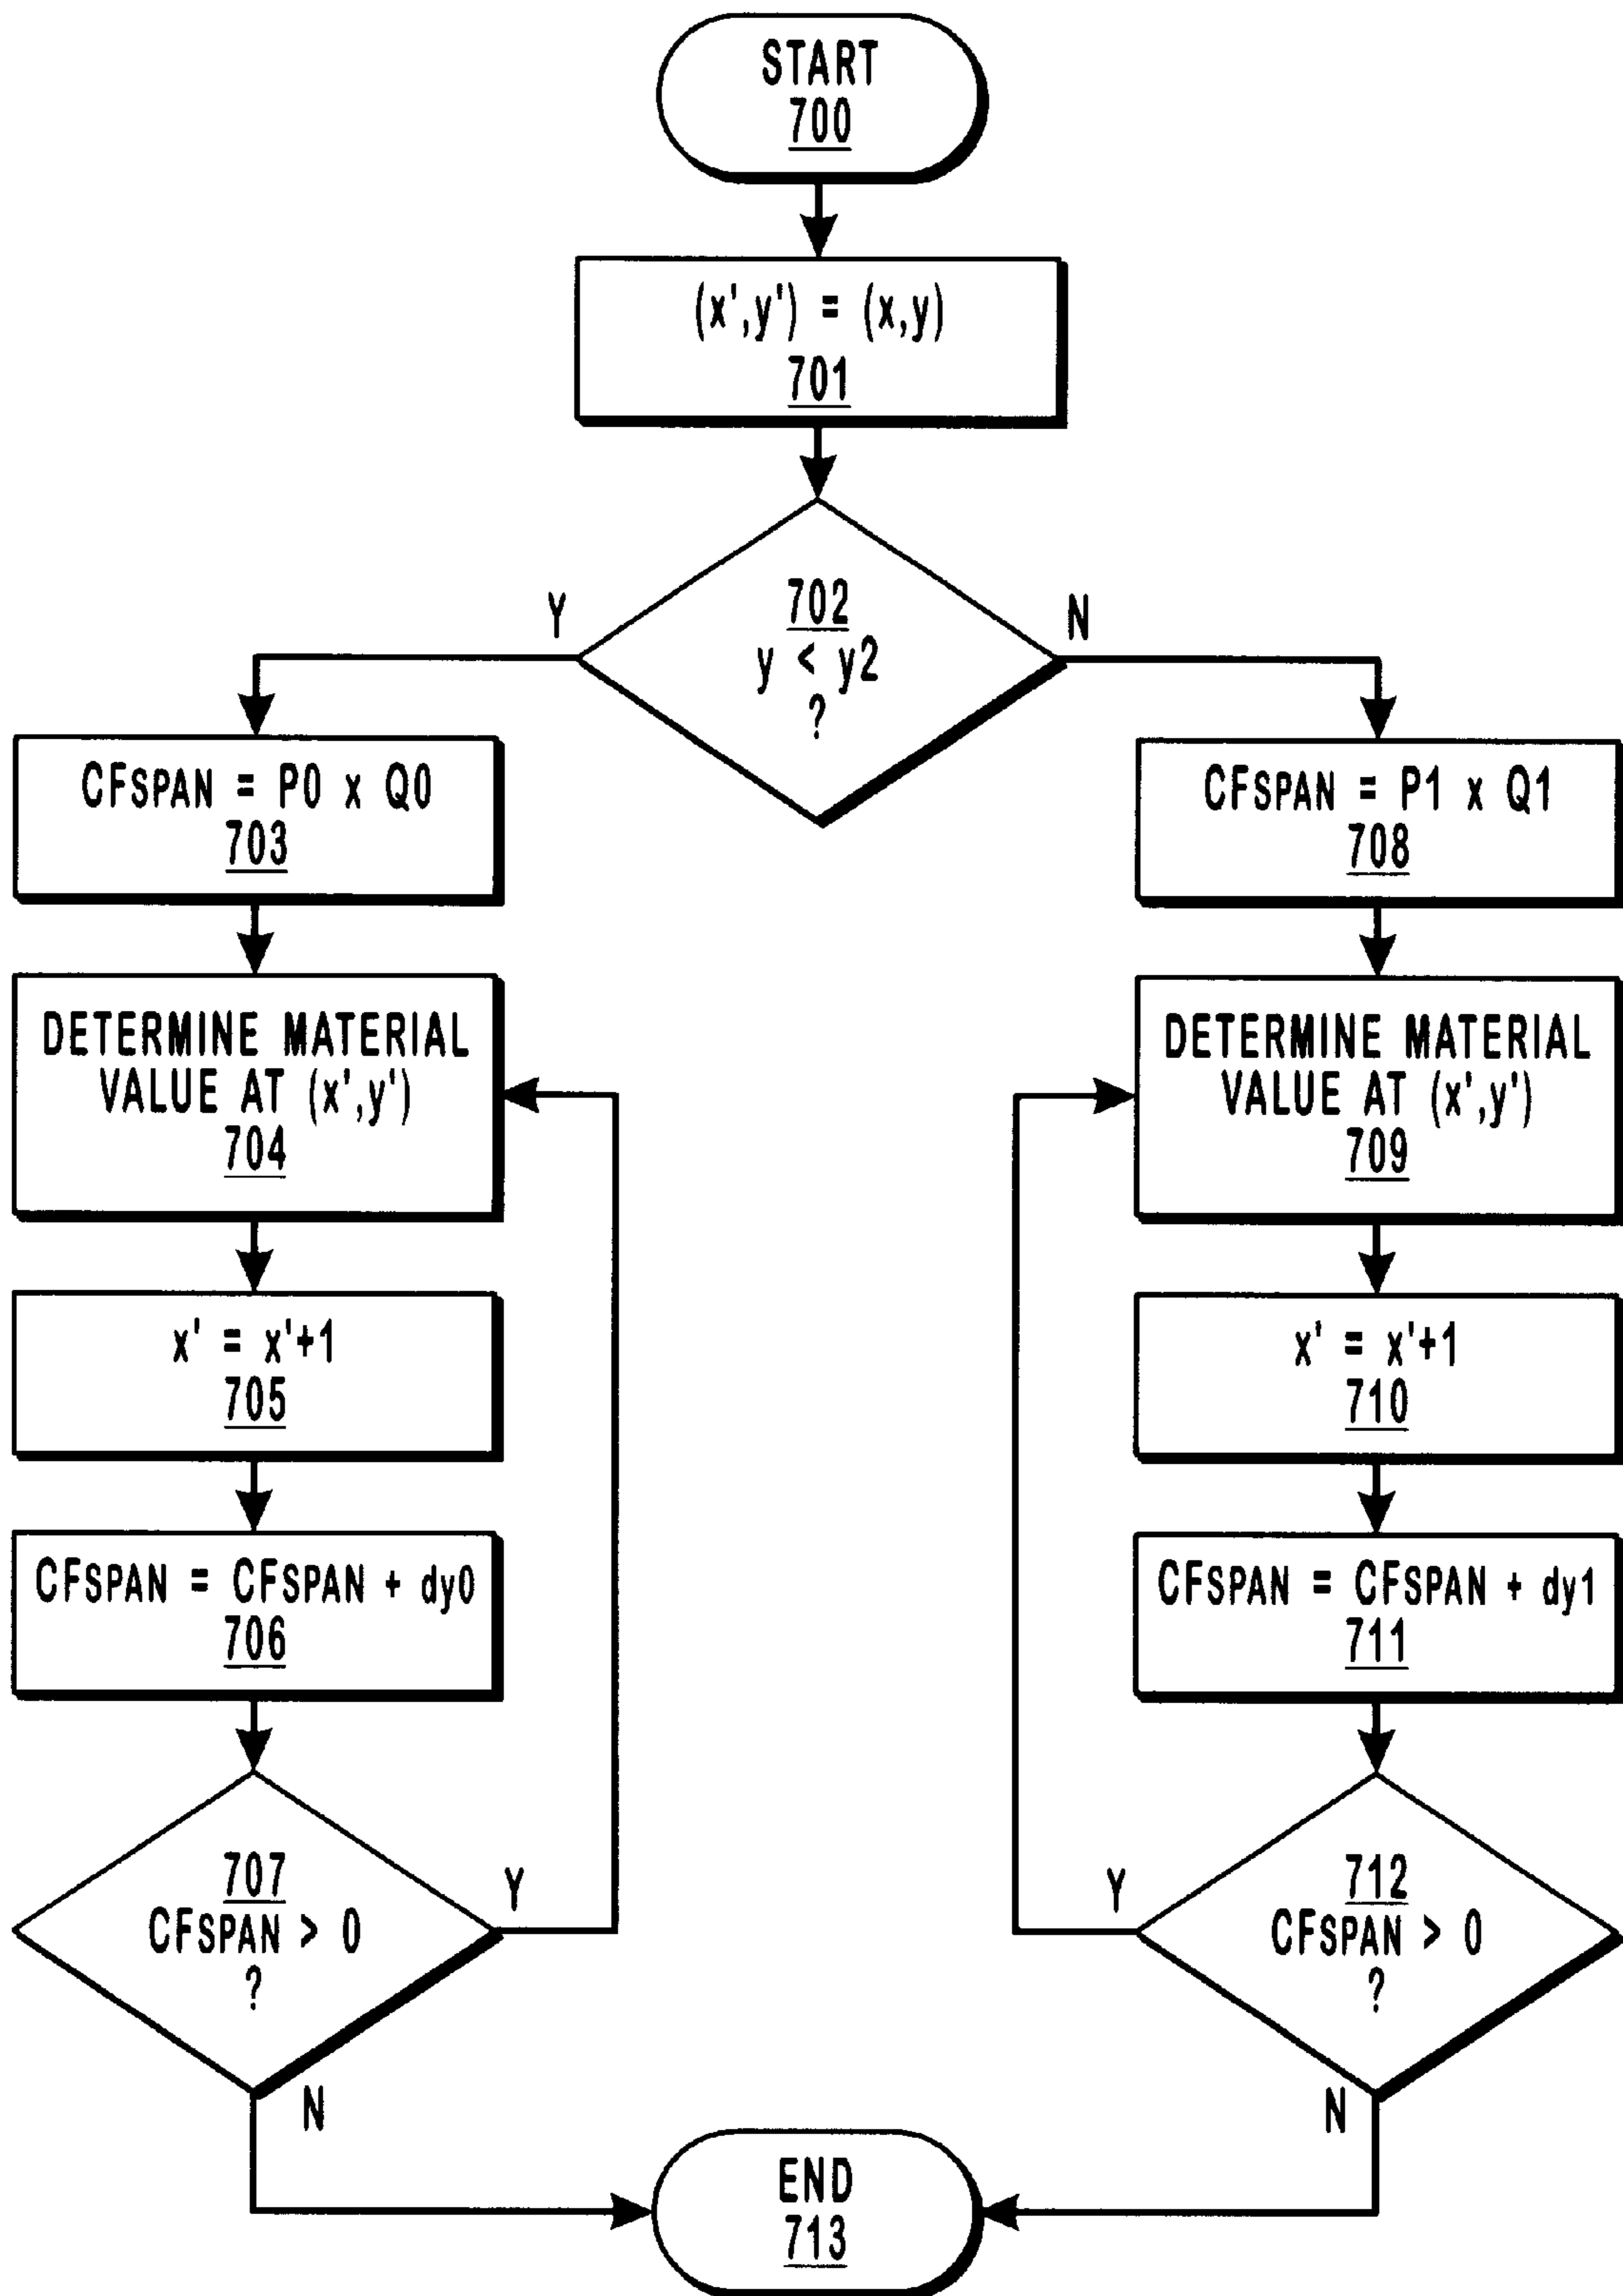 START
700
(x',y') = (x,y)
701
Y
702
y < y2
?
N
CFSPAN = P0 x Q0
703
DETERMINE MATERIAL
VALUE AT (x',y')
704
x' = x'+1
705
CFSPAN = CFSPAN + dy0
706
707
CFSPAN > 0
?
Y
N
CFSPAN = P1 x Q1
708
DETERMINE MATERIAL
VALUE AT (x',y')
709
x' = x'+1
710
CFSPAN = CFSPAN + dy1
711
712
CFSPAN > 0
?
Y
N
END
713